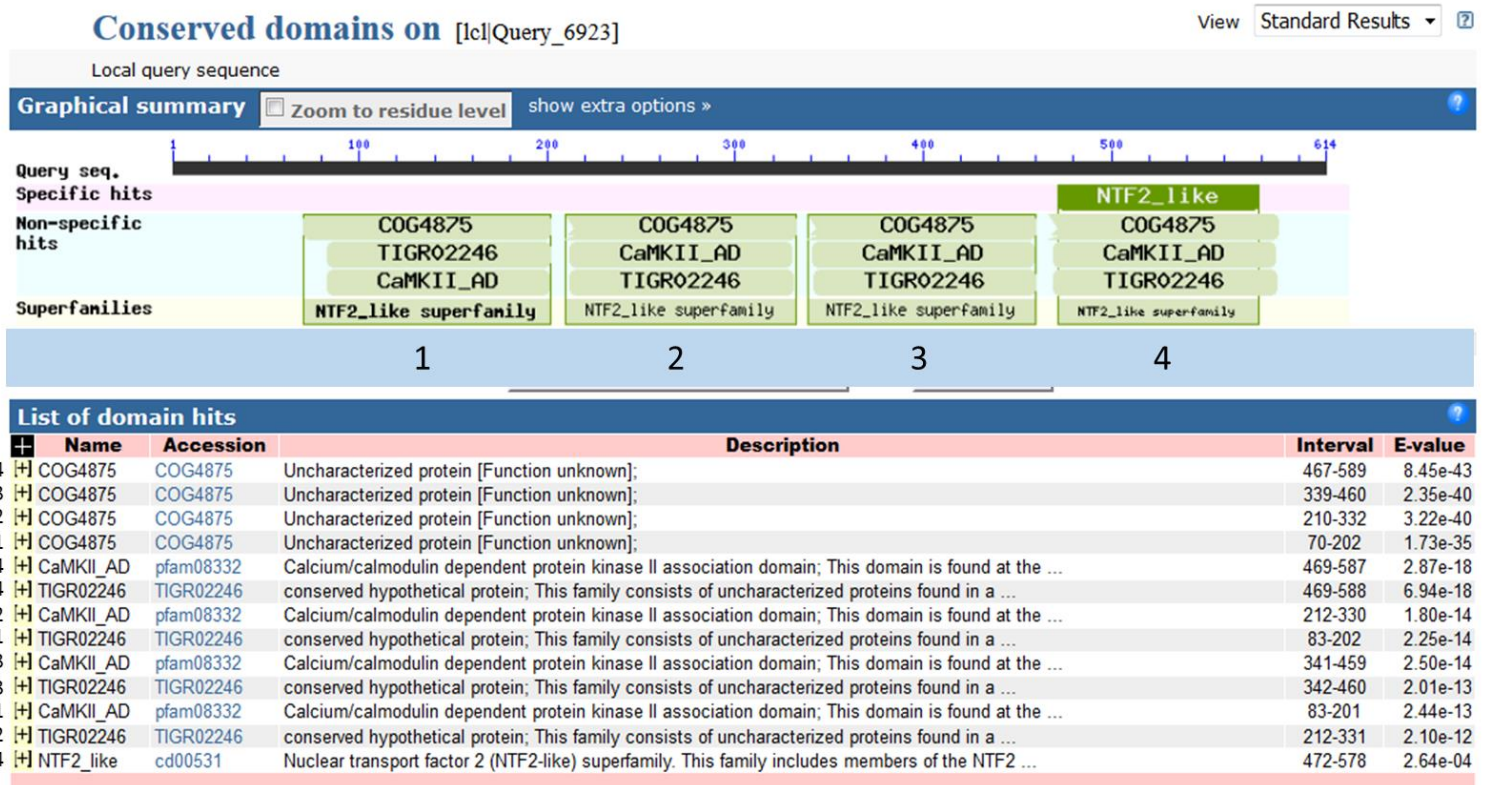 Conserved domains on [lcl|Query_6923]
View Standard Results ?
Local query sequence
Graphical summary Zoom to residue level show extra options » ?
1 100 200 300 400 500 614
Query seq.
Specific hits NTF2_like
Non-specific hits COG4875 COG4875 COG4875 COG4875
TIGR02246 CaMKII_AD CaMKII_AD CaMKII_AD
CaMKII_AD TIGR02246 TIGR02246 TIGR02246
Superfamilies NTF2_like superfamily NTF2_like superfamily NTF2_like superfamily NTF2_like superfamily
1 2 3 4
List of domain hits ?
+ Name Accession Description Interval E-value
4 [+] COG4875 COG4875 Uncharacterized protein [Function unknown]; 467-589 8.45e-43
3 [+] COG4875 COG4875 Uncharacterized protein [Function unknown]; 339-460 2.35e-40
2 [+] COG4875 COG4875 Uncharacterized protein [Function unknown]; 210-332 3.22e-40
1 [+] COG4875 COG4875 Uncharacterized protein [Function unknown]; 70-202 1.73e-35
4 [+] CaMKII_AD pfam08332 Calcium/calmodulin dependent protein kinase II association domain; This domain is found at the ... 469-587 2.87e-18
4 [+] TIGR02246 TIGR02246 conserved hypothetical protein; This family consists of uncharacterized proteins found in a ... 469-588 6.94e-18
2 [+] CaMKII_AD pfam08332 Calcium/calmodulin dependent protein kinase II association domain; This domain is found at the ... 212-330 1.80e-14
1 [+] TIGR02246 TIGR02246 conserved hypothetical protein; This family consists of uncharacterized proteins found in a ... 83-202 2.25e-14
3 [+] CaMKII_AD pfam08332 Calcium/calmodulin dependent protein kinase II association domain; This domain is found at the ... 341-459 2.50e-14
3 [+] TIGR02246 TIGR02246 conserved hypothetical protein; This family consists of uncharacterized proteins found in a ... 342-460 2.01e-13
1 [+] CaMKII_AD pfam08332 Calcium/calmodulin dependent protein kinase II association domain; This domain is found at the ... 83-201 2.44e-13
2 [+] TIGR02246 TIGR02246 conserved hypothetical protein; This family consists of uncharacterized proteins found in a ... 212-331 2.10e-12
4 [+] NTF2_like cd00531 Nuclear transport factor 2 (NTF2-like) superfamily. This family includes members of the NTF2 ... 472-578 2.64e-04